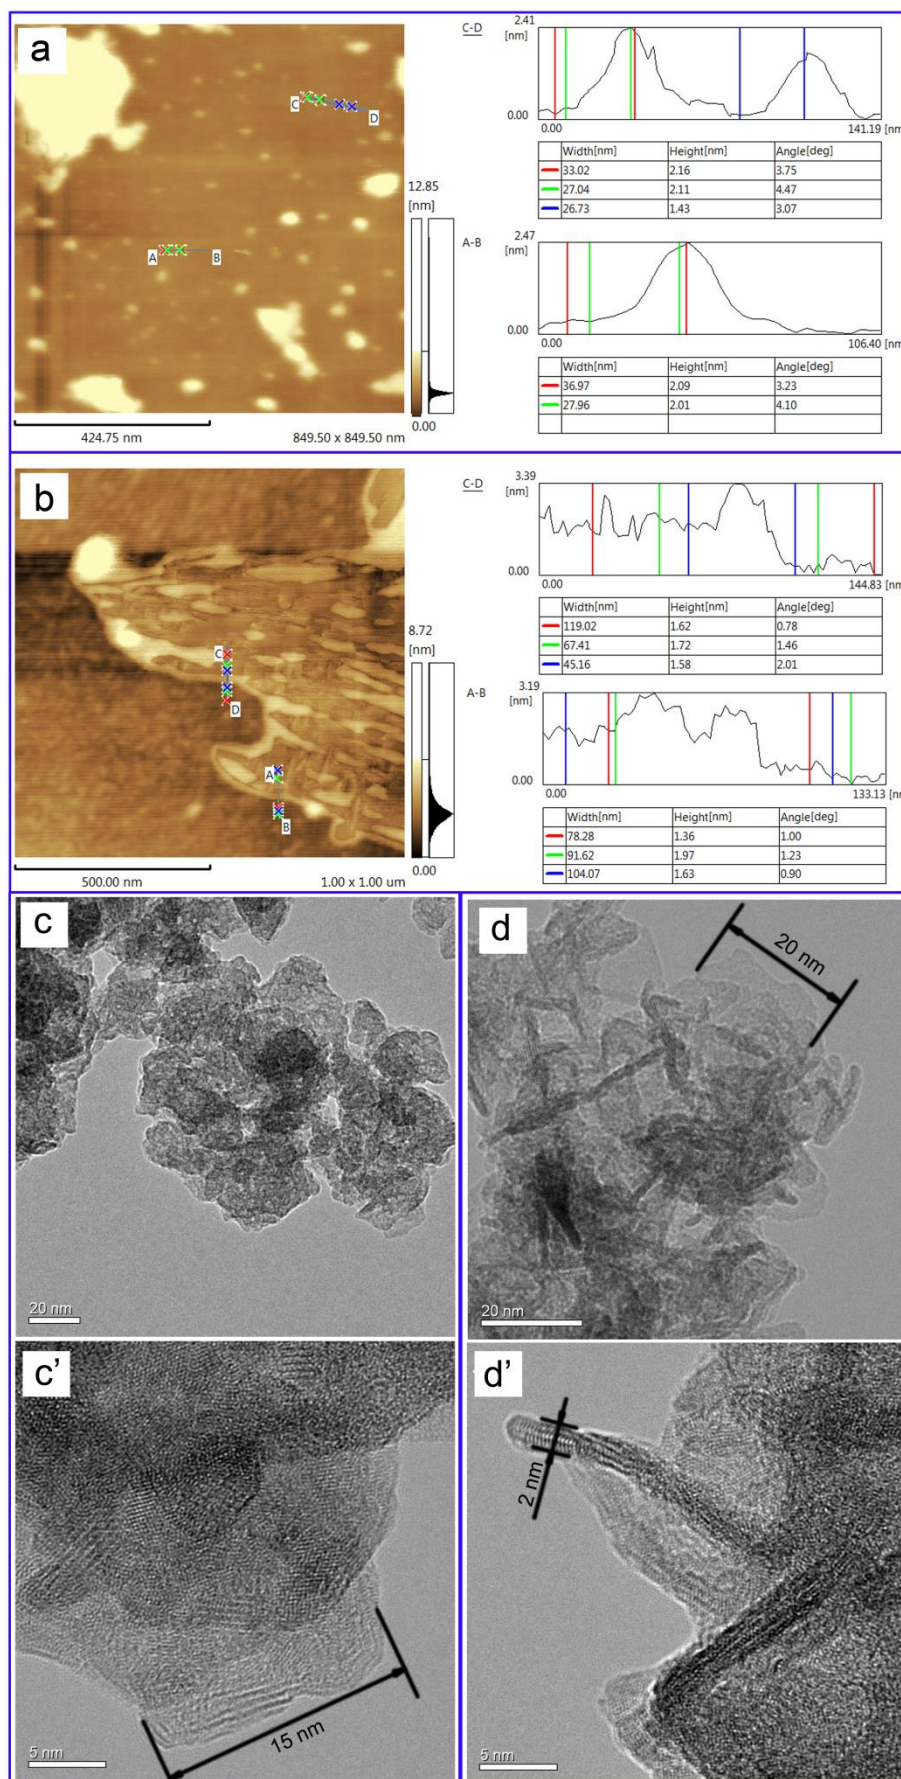 a
C
D
A
B
424.75 nm
849.50 x 849.50 nm
12.85
[nm]
0.00
C-D
2.41
[nm]
0.00
0.00
141.19 [nm]
Width[nm] Height[nm] Angle[deg]
33.02 2.16 3.75
27.04 2.11 4.47
26.73 1.43 3.07
A-B
2.47
[nm]
0.00
0.00
106.40 [nm]
Width[nm] Height[nm] Angle[deg]
36.97 2.09 3.23
27.96 2.01 4.10
b
C
D
A
B
500.00 nm
1.00 x 1.00 um
8.72
[nm]
0.00
C-D
3.39
[nm]
0.00
0.00
144.83 [nm]
Width[nm] Height[nm] Angle[deg]
119.02 1.62 0.78
67.41 1.72 1.46
45.16 1.58 2.01
A-B
3.19
[nm]
0.00
0.00
133.13 [nm]
Width[nm] Height[nm] Angle[deg]
78.28 1.36 1.00
91.62 1.97 1.23
104.07 1.63 0.90
c
20 nm
d
20 nm
20 nm
c’
15 nm
5 nm
d’
2 nm
5 nm